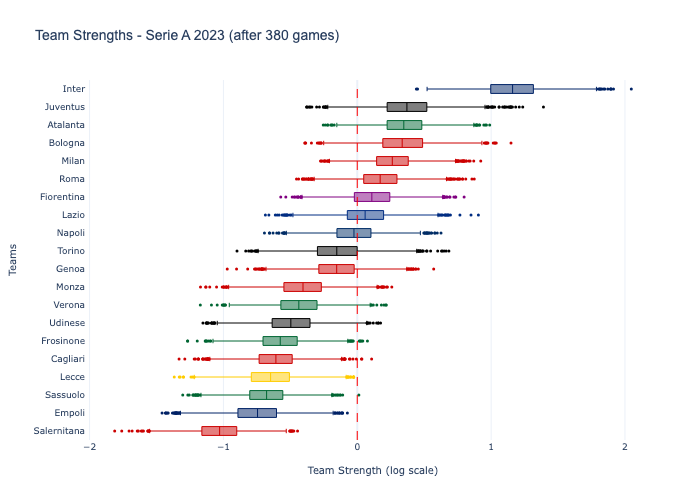 Team Strengths - Serie A 2023 (after 380 games)
Inter
Juventus
Atalanta
Bologna
Milan
Roma
Fiorentina
Lazio
Napoli
Torino
Genoa
Monza
Verona
Udinese
Frosinone
Cagliari
Lecce
Sassuolo
Empoli
Salernitana
Teams
−2 −1 0 1 2
Team Strength (log scale)